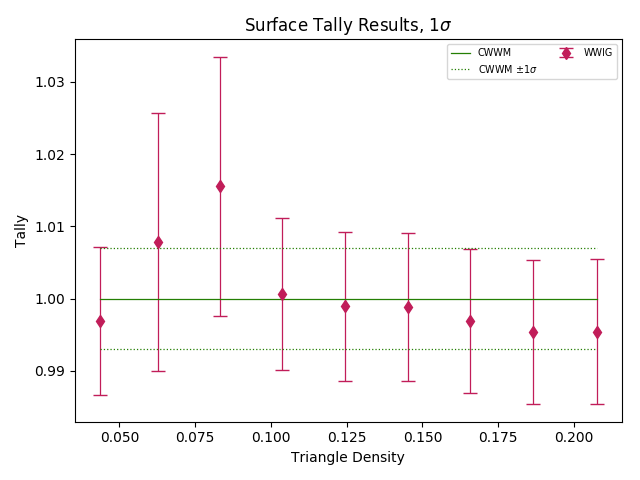 Surface Tally Results, 1σ
CWWM
CWWM ±1σ
WWIG
1.03
1.02
1.01
1.00
0.99
Tally
0.050
0.075
0.100
0.125
0.150
0.175
0.200
Triangle Density